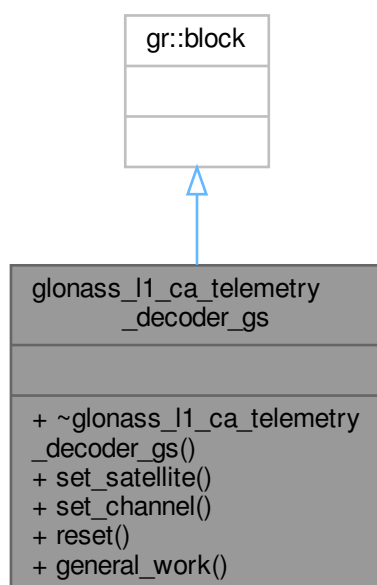 gr::block
glonass_l1_ca_telemetry
_decoder_gs
+ ~glonass_l1_ca_telemetry
_decoder_gs()
+ set_satellite()
+ set_channel()
+ reset()
+ general_work()